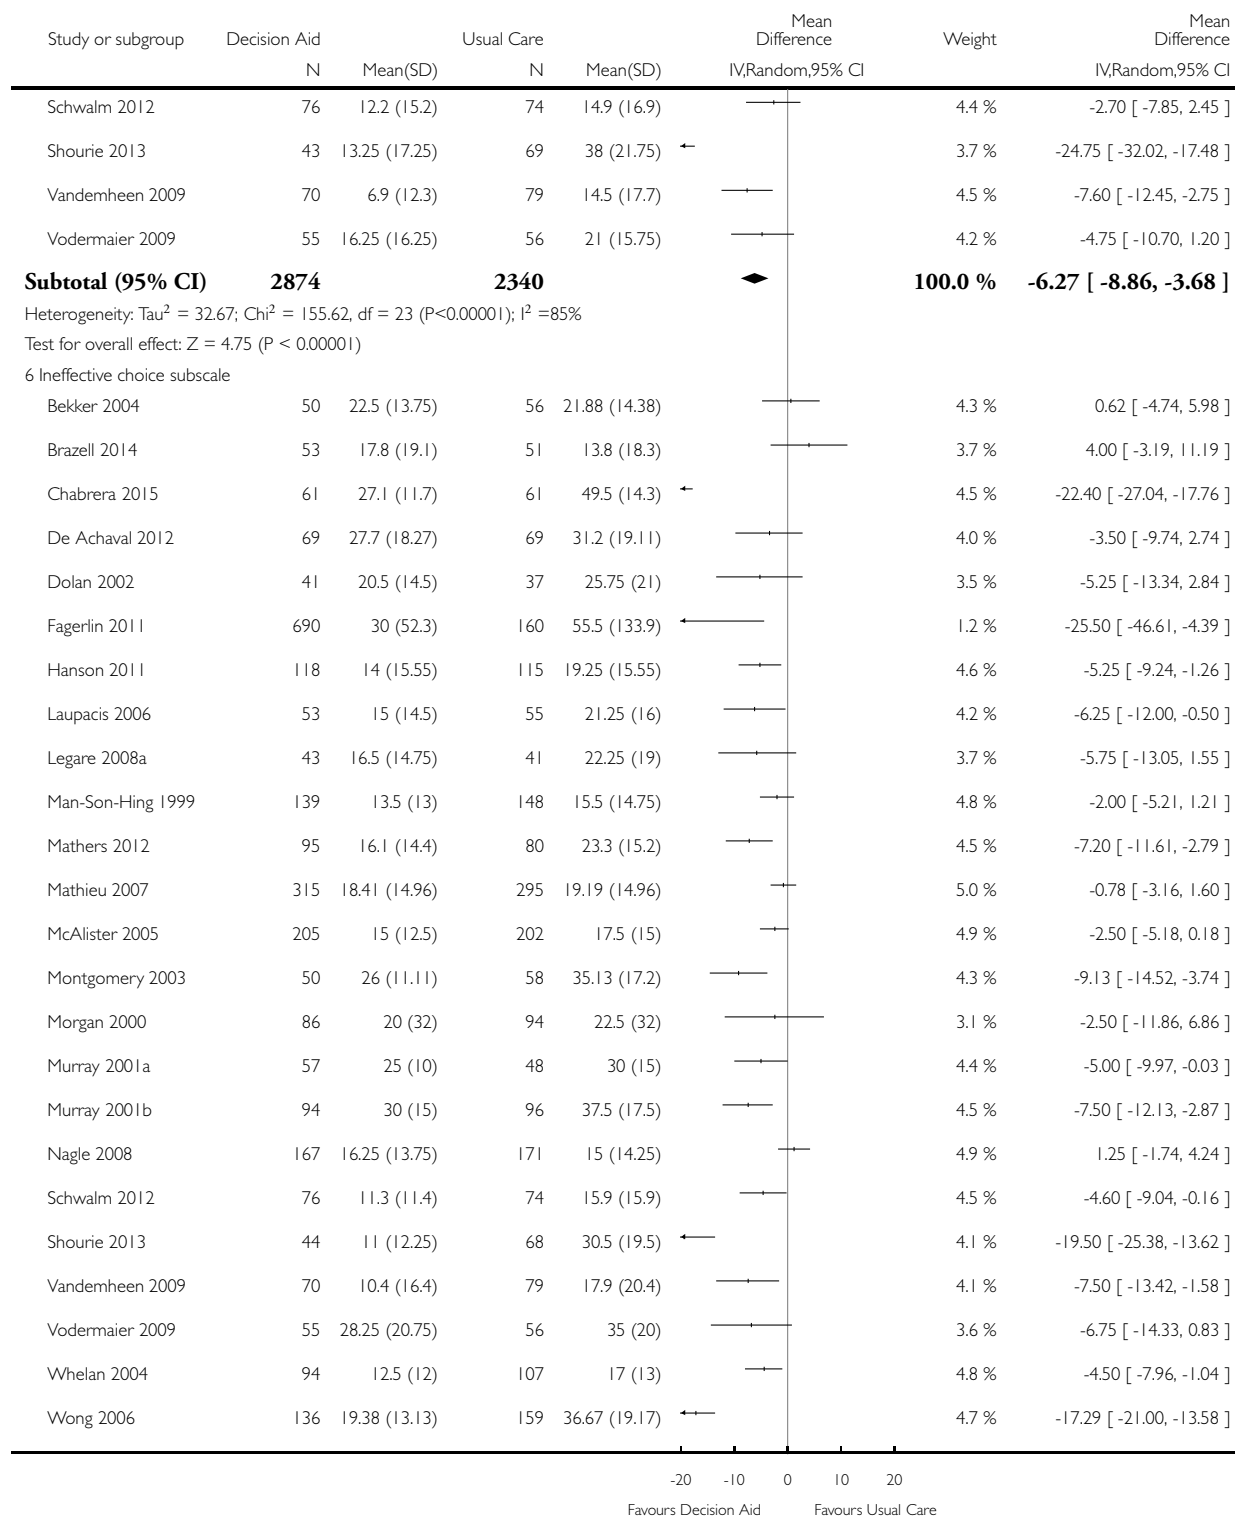 Study or subgroup Decision Aid Usual Care Mean Difference Weight Mean Difference
N Mean(SD) N Mean(SD) IV,Random,95% CI IV,Random,95% CI
Schwalm 2012 76 12.2 (15.2) 74 14.9 (16.9) 4.4 % -2.70 [ -7.85, 2.45 ]
Shourie 2013 43 13.25 (17.25) 69 38 (21.75) 3.7 % -24.75 [ -32.02, -17.48 ]
Vandemheen 2009 70 6.9 (12.3) 79 14.5 (17.7) 4.5 % -7.60 [ -12.45, -2.75 ]
Vodermaier 2009 55 16.25 (16.25) 56 21 (15.75) 4.2 % -4.75 [ -10.70, 1.20 ]
Subtotal (95% CI) 2874 2340 100.0 % -6.27 [ -8.86, -3.68 ]
Heterogeneity: Tau² = 32.67; Chi² = 155.62, df = 23 (P<0.00001); I² =85%
Test for overall effect: Z = 4.75 (P < 0.00001)
6 Ineffective choice subscale
Bekker 2004 50 22.5 (13.75) 56 21.88 (14.38) 4.3 % 0.62 [ -4.74, 5.98 ]
Brazell 2014 53 17.8 (19.1) 51 13.8 (18.3) 3.7 % 4.00 [ -3.19, 11.19 ]
Chabrera 2015 61 27.1 (11.7) 61 49.5 (14.3) 4.5 % -22.40 [ -27.04, -17.76 ]
De Achaval 2012 69 27.7 (18.27) 69 31.2 (19.11) 4.0 % -3.50 [ -9.74, 2.74 ]
Dolan 2002 41 20.5 (14.5) 37 25.75 (21) 3.5 % -5.25 [ -13.34, 2.84 ]
Fagerlin 2011 690 30 (52.3) 160 55.5 (133.9) 1.2 % -25.50 [ -46.61, -4.39 ]
Hanson 2011 118 14 (15.55) 115 19.25 (15.55) 4.6 % -5.25 [ -9.24, -1.26 ]
Laupacis 2006 53 15 (14.5) 55 21.25 (16) 4.2 % -6.25 [ -12.00, -0.50 ]
Legare 2008a 43 16.5 (14.75) 41 22.25 (19) 3.7 % -5.75 [ -13.05, 1.55 ]
Man-Son-Hing 1999 139 13.5 (13) 148 15.5 (14.75) 4.8 % -2.00 [ -5.21, 1.21 ]
Mathers 2012 95 16.1 (14.4) 80 23.3 (15.2) 4.5 % -7.20 [ -11.61, -2.79 ]
Mathieu 2007 315 18.41 (14.96) 295 19.19 (14.96) 5.0 % -0.78 [ -3.16, 1.60 ]
McAlister 2005 205 15 (12.5) 202 17.5 (15) 4.9 % -2.50 [ -5.18, 0.18 ]
Montgomery 2003 50 26 (11.11) 58 35.13 (17.2) 4.3 % -9.13 [ -14.52, -3.74 ]
Morgan 2000 86 20 (32) 94 22.5 (32) 3.1 % -2.50 [ -11.86, 6.86 ]
Murray 2001a 57 25 (10) 48 30 (15) 4.4 % -5.00 [ -9.97, -0.03 ]
Murray 2001b 94 30 (15) 96 37.5 (17.5) 4.5 % -7.50 [ -12.13, -2.87 ]
Nagle 2008 167 16.25 (13.75) 171 15 (14.25) 4.9 % 1.25 [ -1.74, 4.24 ]
Schwalm 2012 76 11.3 (11.4) 74 15.9 (15.9) 4.5 % -4.60 [ -9.04, -0.16 ]
Shourie 2013 44 11 (12.25) 68 30.5 (19.5) 4.1 % -19.50 [ -25.38, -13.62 ]
Vandemheen 2009 70 10.4 (16.4) 79 17.9 (20.4) 4.1 % -7.50 [ -13.42, -1.58 ]
Vodermaier 2009 55 28.25 (20.75) 56 35 (20) 3.6 % -6.75 [ -14.33, 0.83 ]
Whelan 2004 94 12.5 (12) 107 17 (13) 4.8 % -4.50 [ -7.96, -1.04 ]
Wong 2006 136 19.38 (13.13) 159 36.67 (19.17) 4.7 % -17.29 [ -21.00, -13.58 ]
-20 -10 0 10 20
Favours Decision Aid Favours Usual Care